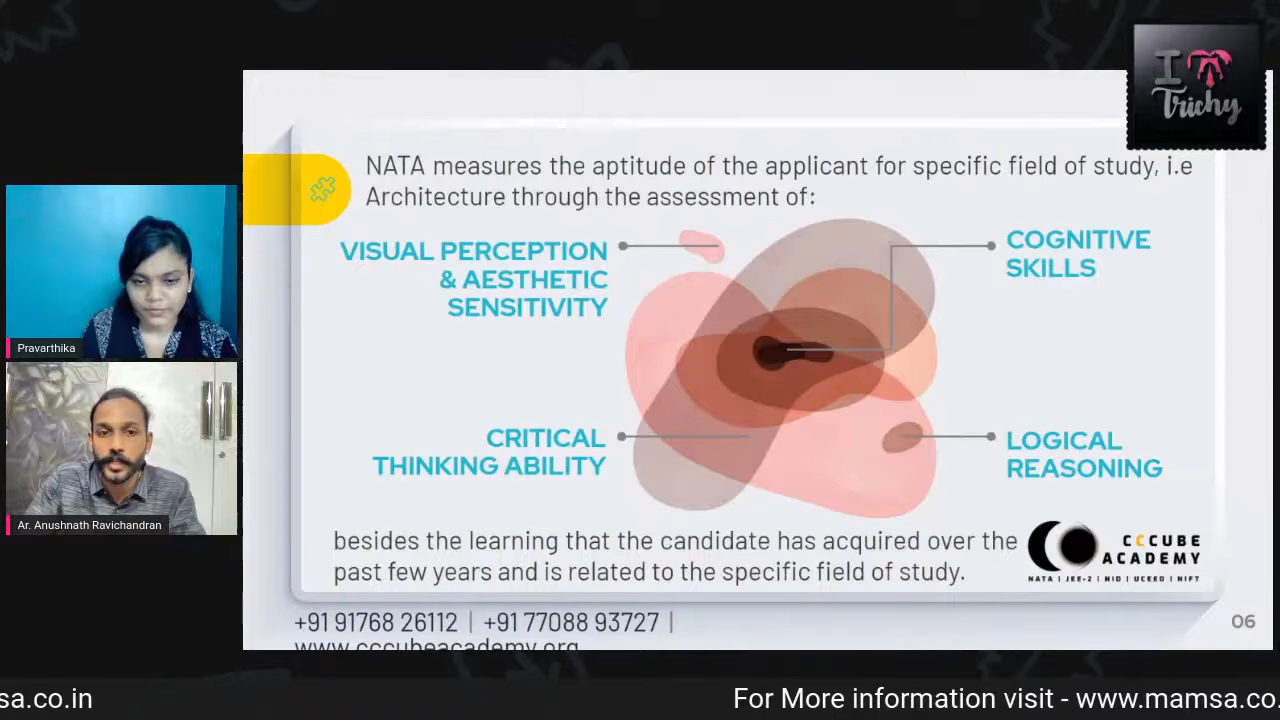 I
Trichy
NATA measures the aptitude of the applicant for specific field of study, i.e
Architecture through the assessment of:
VISUAL PERCEPTION
& AESTHETIC
SENSITIVITY
COGNITIVE
SKILLS
CRITICAL
THINKING ABILITY
LOGICAL
REASONING
besides the learning that the candidate has acquired over the
past few years and is related to the specific field of study.
CCCUBE
ACADEMY
NATA | JEE-2 | NID | UCEED | NIFT
+91 91768 26112 | +91 77088 93727 |
www.cccubeacademy.org
06
Pravarthika
Ar. Anushnath Ravichandran
sa.co.in
For More information visit - www.mamsa.co.